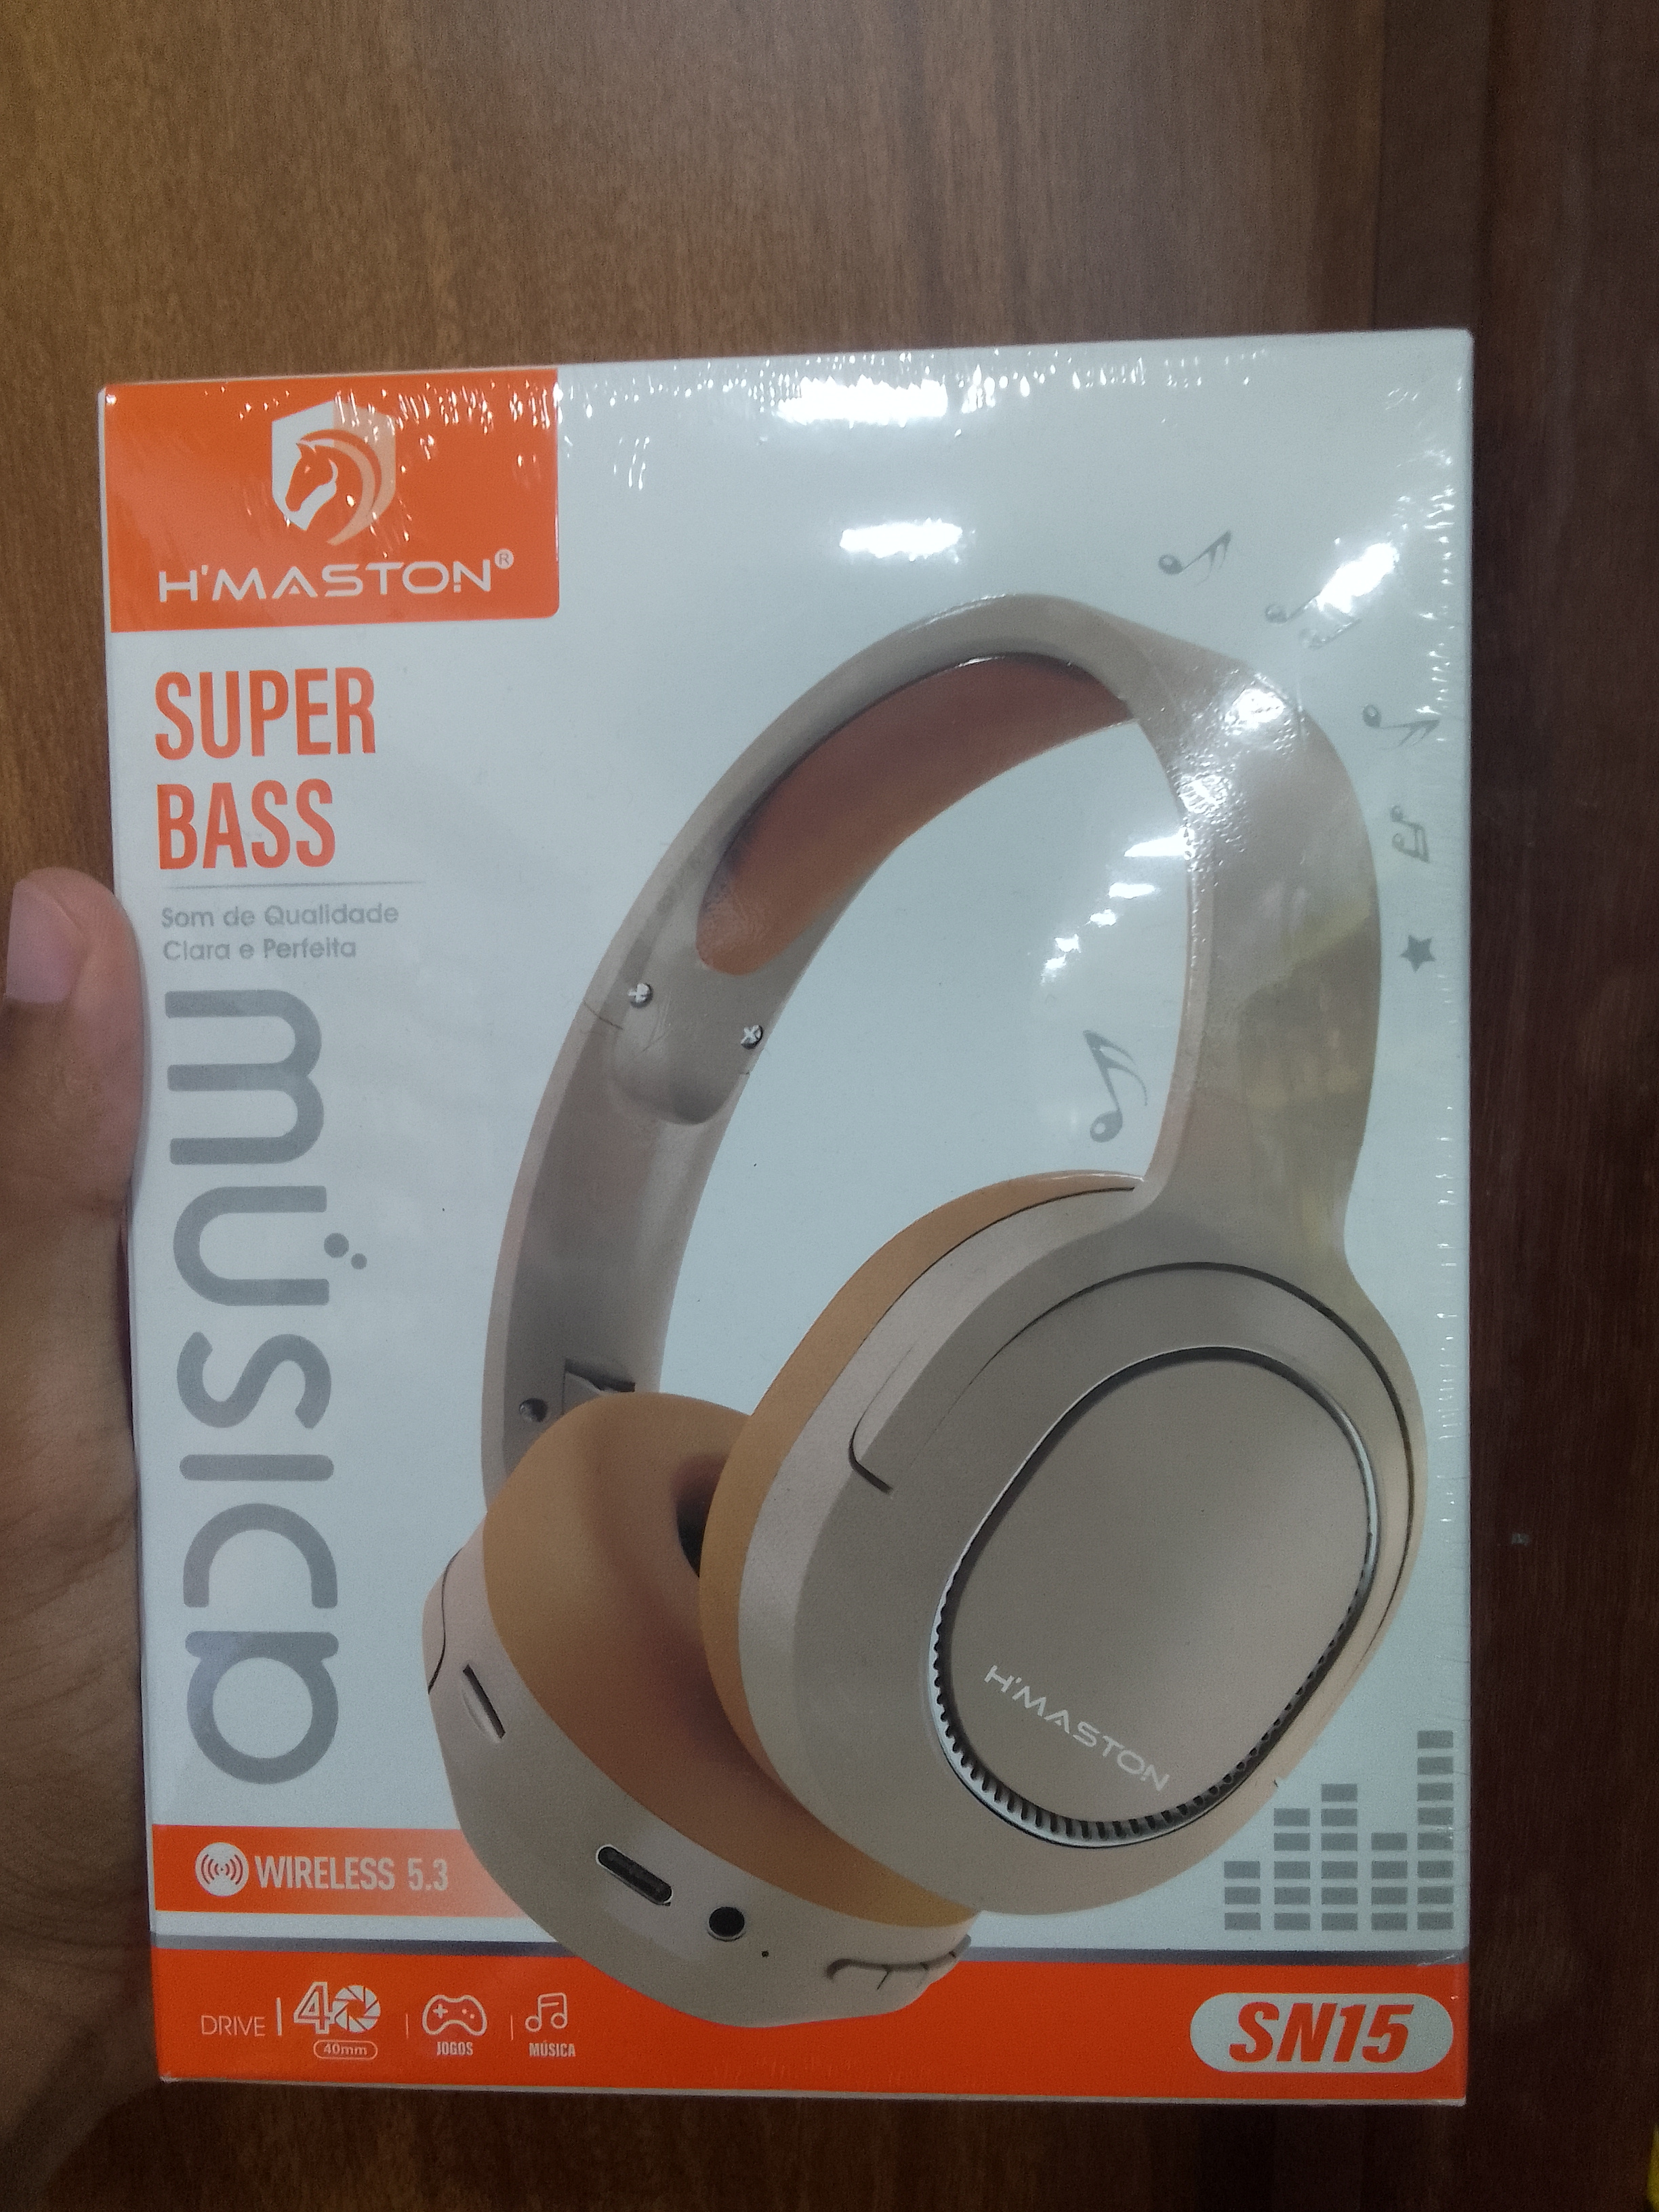 H'MASTON®
SUPER
BASS
Som de Qualidade
Clara e Perfeita
música
H'MASTON
WIRELESS 5.3
DRIVE
40
40mm
JOGOS
MÚSICA
SN15